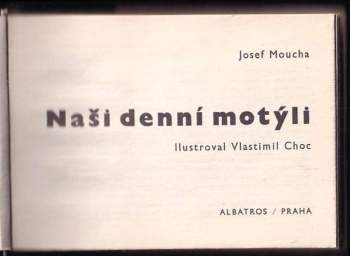 Josef Moucha
Naši denní motýli
Ilustroval Vlastimil Choc
ALBATROS / PRAHA